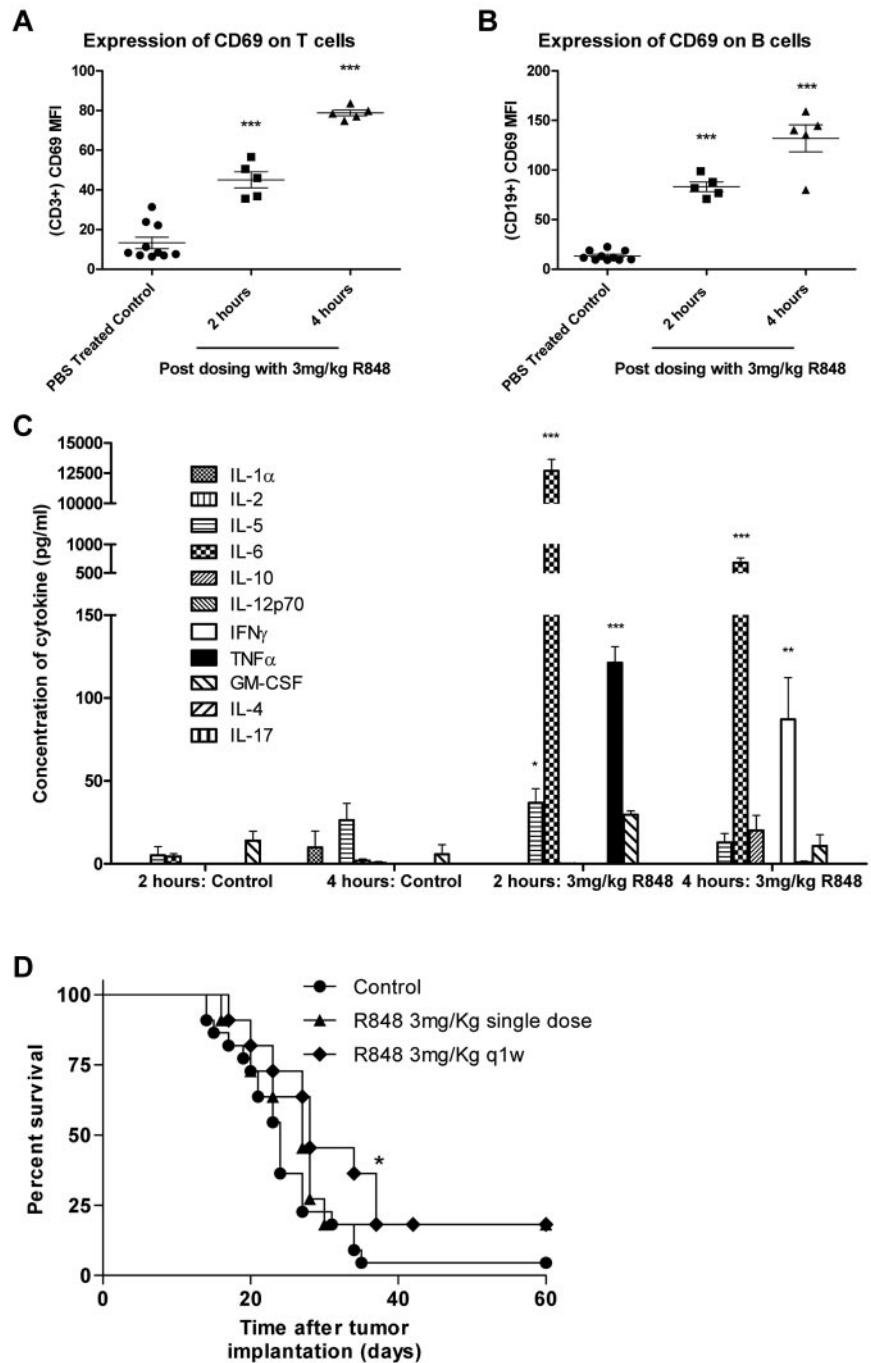 A
Expression of CD69 on T cells
(CD3+) CD69 MFI
100
80
60
40
20
0
***
***
PBS Treated Control
2 hours
4 hours
Post dosing with 3mg/kg R848
B
Expression of CD69 on B cells
(CD19+) CD69 MFI
200
150
100
50
0
***
***
PBS Treated Control
2 hours
4 hours
Post dosing with 3mg/kg R848
C
Concentration of cytokine (pg/ml)
15000
12500
10000
1000
500
150
100
50
0
IL-1α
IL-2
IL-5
IL-6
IL-10
IL-12p70
IFNγ
TNFα
GM-CSF
IL-4
IL-17
*
***
***
***
**
2 hours: Control
4 hours: Control
2 hours: 3mg/kg R848
4 hours: 3mg/kg R848
D
Percent survival
100
75
50
25
0
Control
R848 3mg/Kg single dose
R848 3mg/Kg q1w
*
0
20
40
60
Time after tumor
implantation (days)